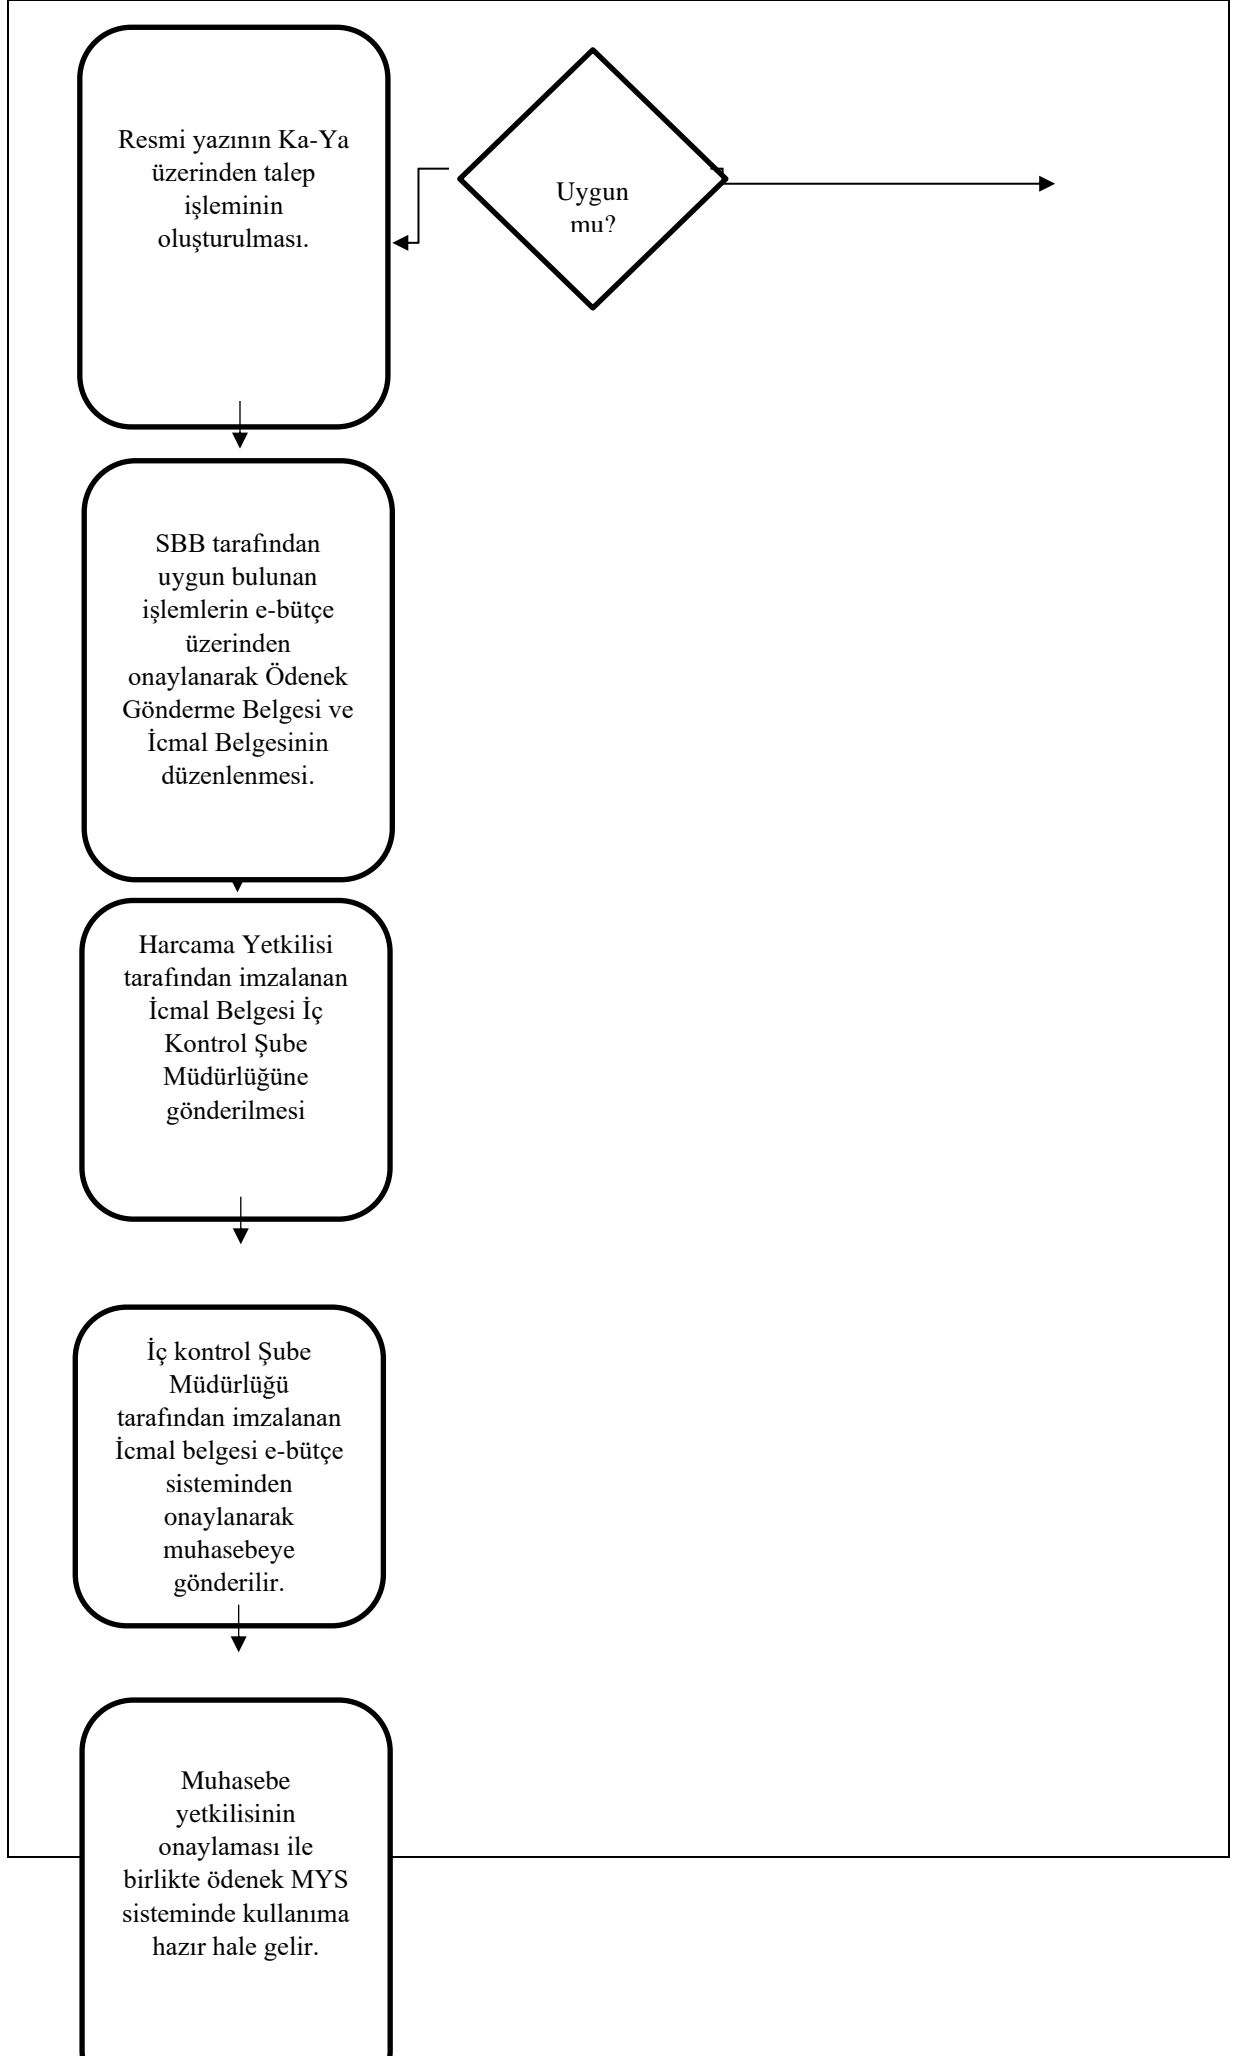 Resmi yazının Ka-Ya
üzerinden talep
işleminin
oluşturulması.
Uygun
mu?
SBB tarafından
uygun bulunan
işlemlerin e-bütçe
üzerinden
onaylanarak Ödenek
Gönderme Belgesi ve
İcmal Belgesinin
düzenlenmesi.
Harcama Yetkilisi
tarafından imzalanan
İcmal Belgesi İç
Kontrol Şube
Müdürlüğüne
gönderilmesi
İç kontrol Şube
Müdürlüğü
tarafından imzalanan
İcmal belgesi e-bütçe
sisteminden
onaylanarak
muhasebeye
gönderilir.
Muhasebe
yetkilisinin
onaylaması ile
birlikte ödenek MYS
sisteminde kullanıma
hazır hale gelir.